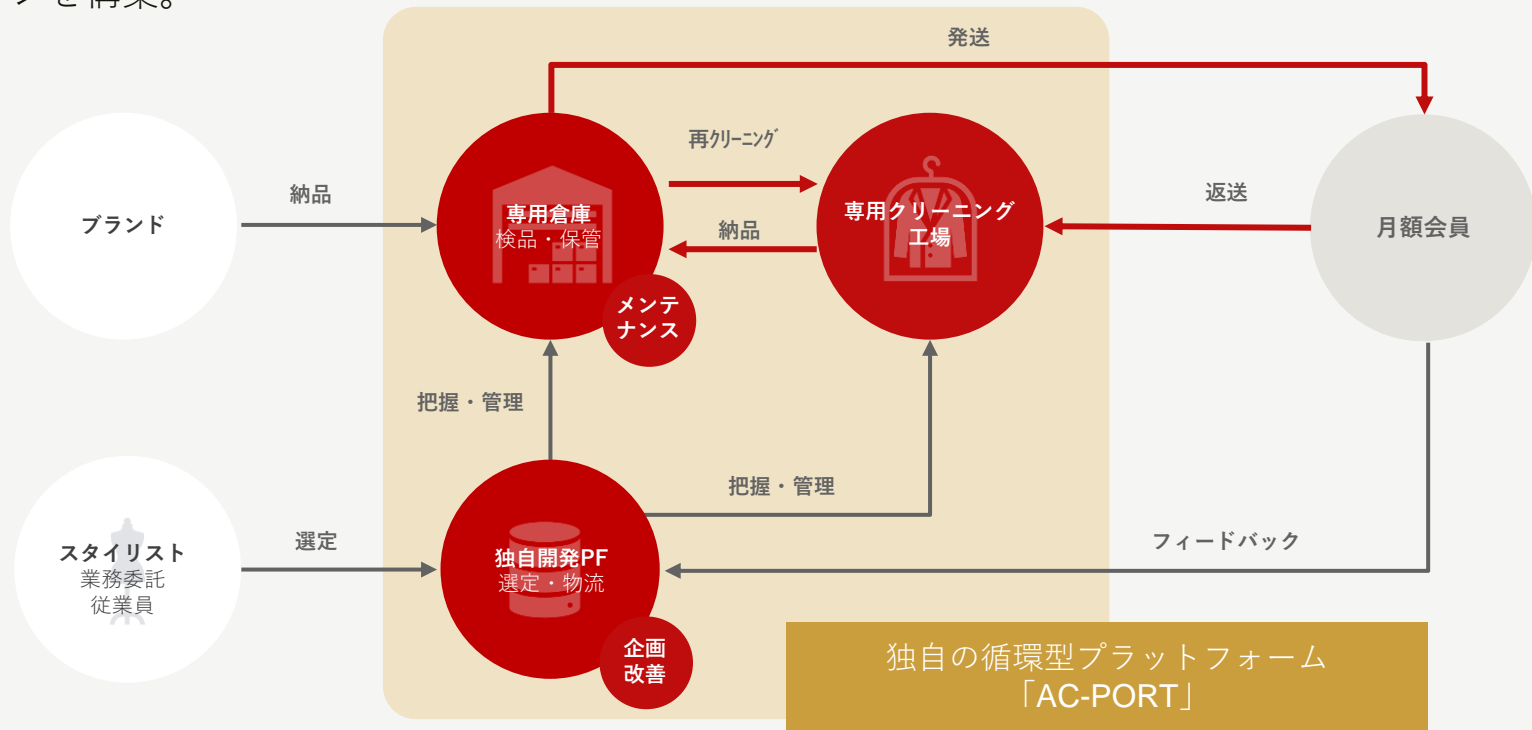 発送
再ｸﾘｰﾆﾝｸﾞ
納品
専用倉庫
検品・保管
専用クリーニング
工場
返送
ブランド
納品
月額会員
メンテ
ナンス
把握・管理
把握・管理
スタイリスト
業務委託
従業員
選定
独自開発PF
選定・物流
フィードバック
企画
改善
独自の循環型プラットフォーム
「AC-PORT」